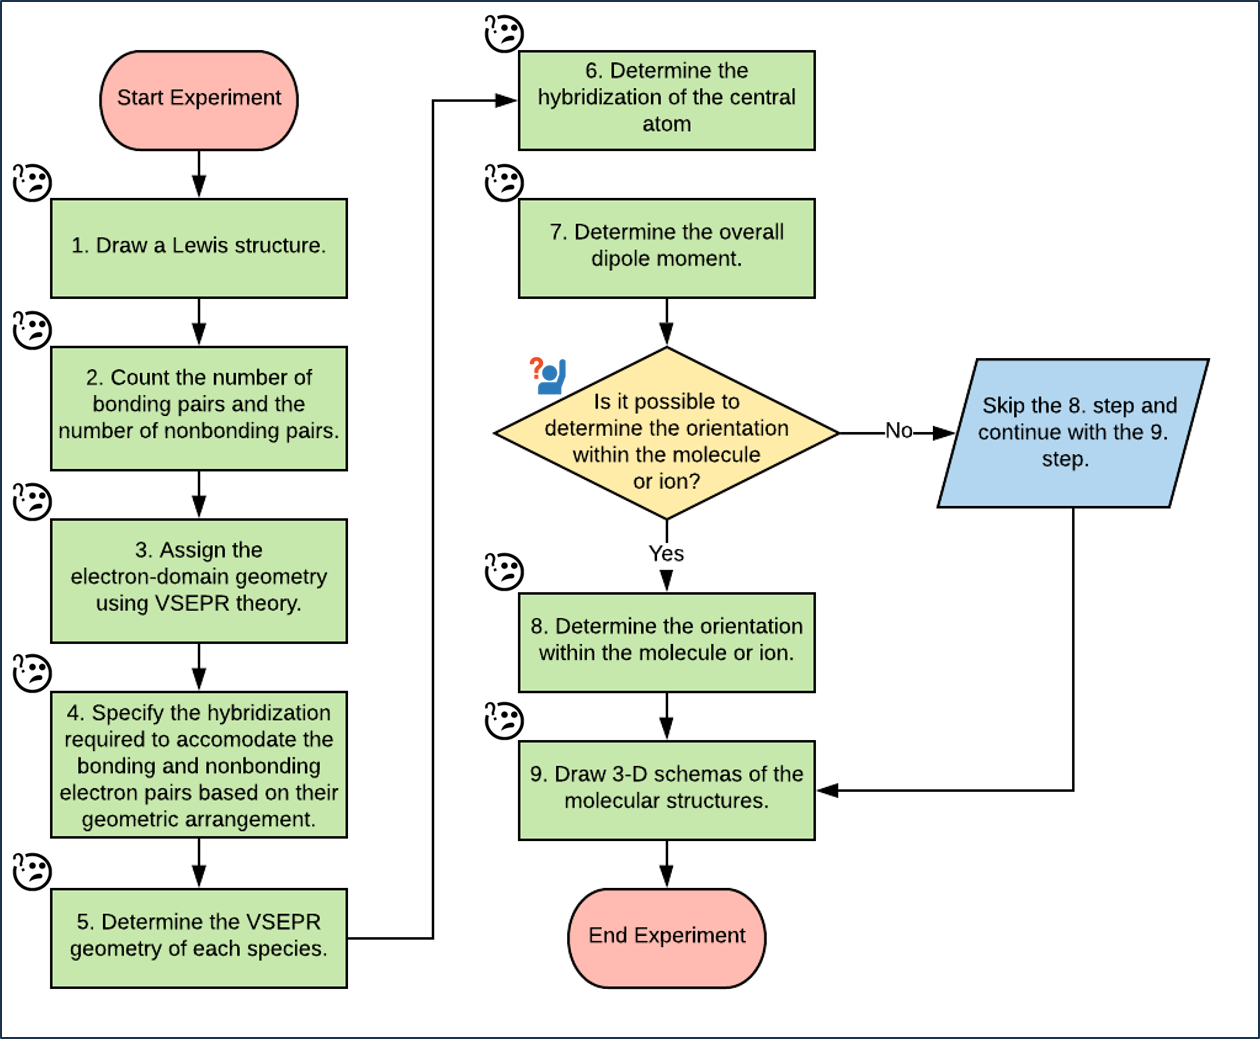 Start Experiment
1. Draw a Lewis structure.
2. Count the number of
bonding pairs and the
number of nonbonding pairs.
3. Assign the
electron-domain geometry
using VSEPR theory.
4. Specify the hybridization
required to accomodate the
bonding and nonbonding
electron pairs based on their
geometric arrangement.
5. Determine the VSEPR
geometry of each species.
6. Determine the
hybridization of the central
atom
7. Determine the overall
dipole moment.
Is it possible to
determine the orientation
within the molecule
or ion?
No
Skip the 8. step and
continue with the 9.
step.
Yes
8. Determine the orientation
within the molecule or ion.
9. Draw 3-D schemas of the
molecular structures.
End Experiment